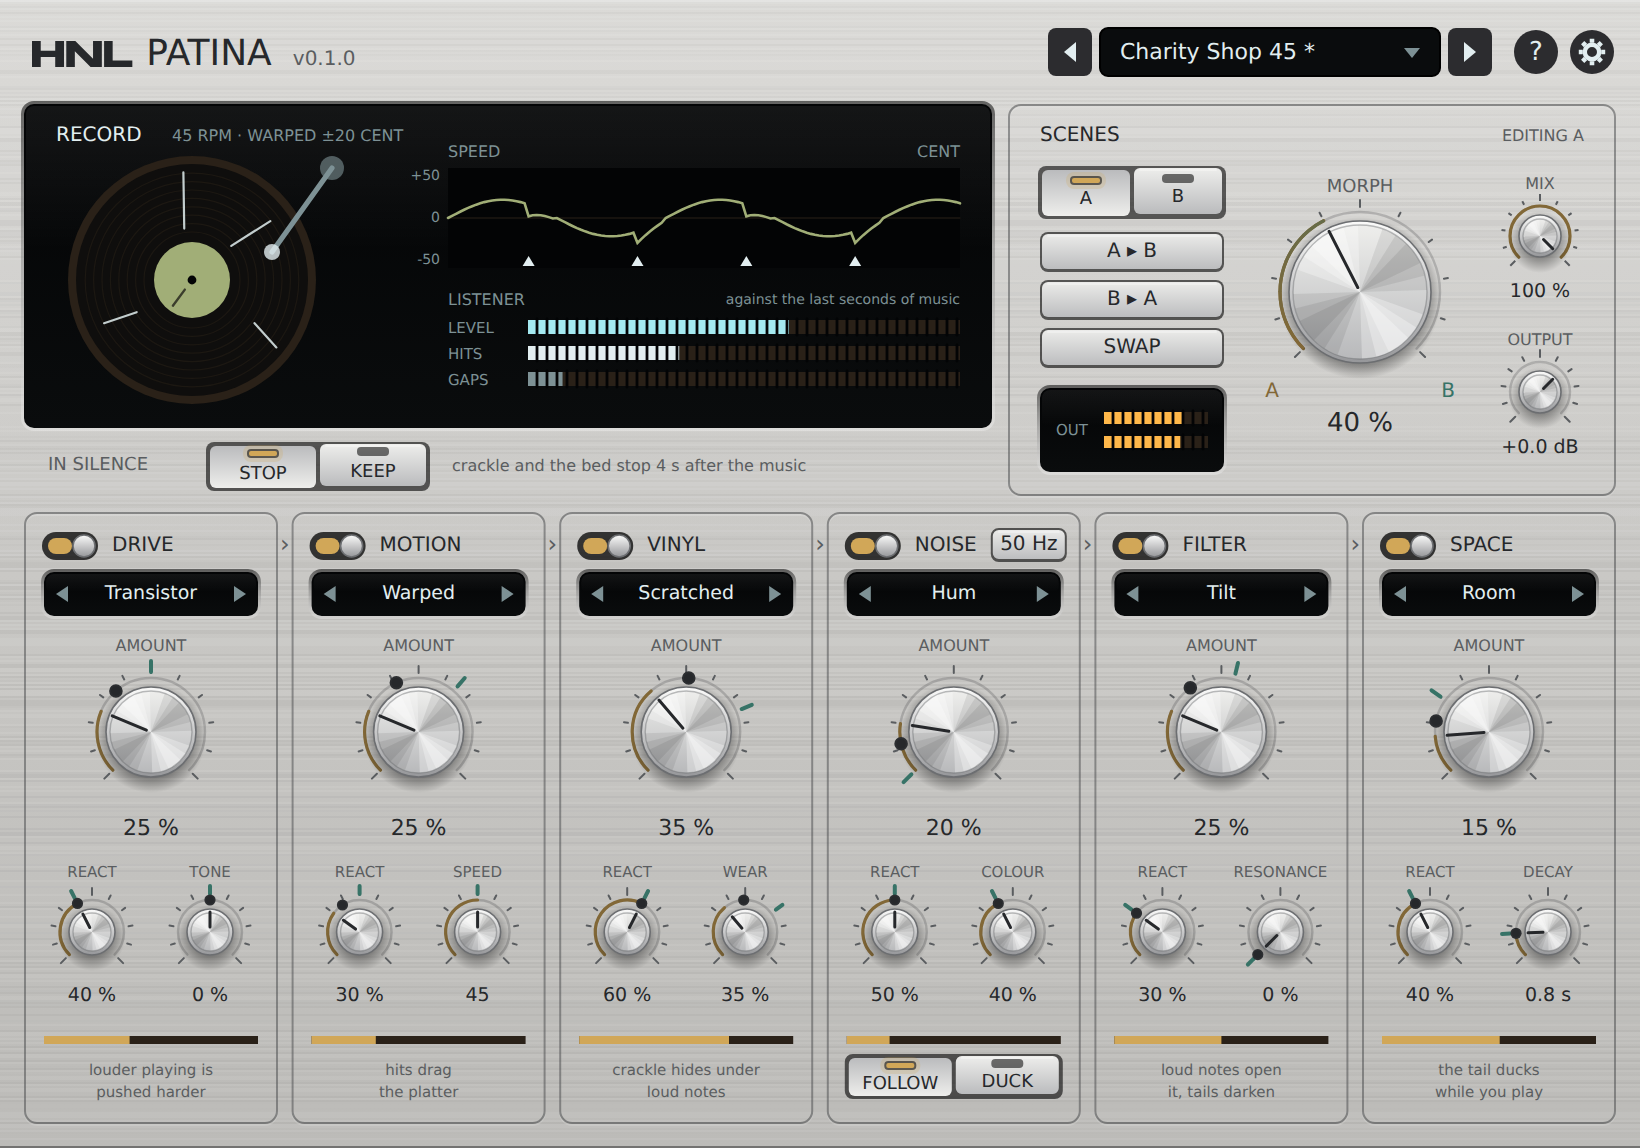 HNL PATINA v0.1.0
Charity Shop 45 *
?
RECORD 45 RPM · WARPED ±20 CENT
SPEED CENT
+50
0
-50
LISTENER against the last seconds of music
LEVEL
HITS
GAPS
IN SILENCE STOP KEEP crackle and the bed stop 4 s after the music
SCENES EDITING A
A B
A ▸ B
B ▸ A
SWAP
OUT
MORPH
A B
40 %
MIX
100 %
OUTPUT
+0.0 dB
DRIVE
Transistor
AMOUNT
25 %
REACT TONE
40 % 0 %
louder playing is
pushed harder
MOTION
Warped
AMOUNT
25 %
REACT SPEED
30 % 45
hits drag
the platter
VINYL
Scratched
AMOUNT
35 %
REACT WEAR
60 % 35 %
crackle hides under
loud notes
NOISE 50 Hz
Hum
AMOUNT
20 %
REACT COLOUR
50 % 40 %
FOLLOW DUCK
FILTER
Tilt
AMOUNT
25 %
REACT RESONANCE
30 % 0 %
loud notes open
it, tails darken
SPACE
Room
AMOUNT
15 %
REACT DECAY
40 % 0.8 s
the tail ducks
while you play